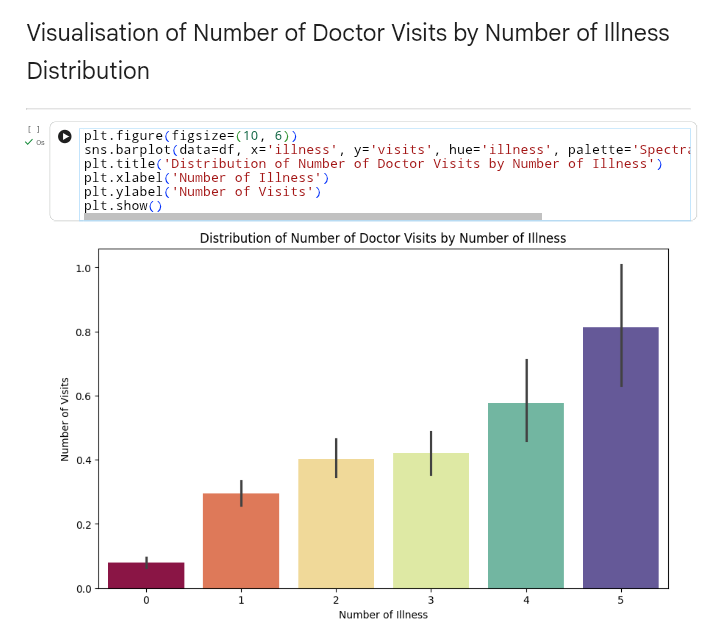 Visualisation of Number of Doctor Visits by Number of Illness
Distribution
[ ]
0s
plt.figure(figsize=(10, 6))
sns.barplot(data=df, x='illness', y='visits', hue='illness', palette='Spectra
plt.title('Distribution of Number of Doctor Visits by Number of Illness')
plt.xlabel('Number of Illness')
plt.ylabel('Number of Visits')
plt.show()
Distribution of Number of Doctor Visits by Number of Illness
1.0
0.8
0.6
0.4
0.2
0.0
Number of Visits
0 1 2 3 4 5
Number of Illness